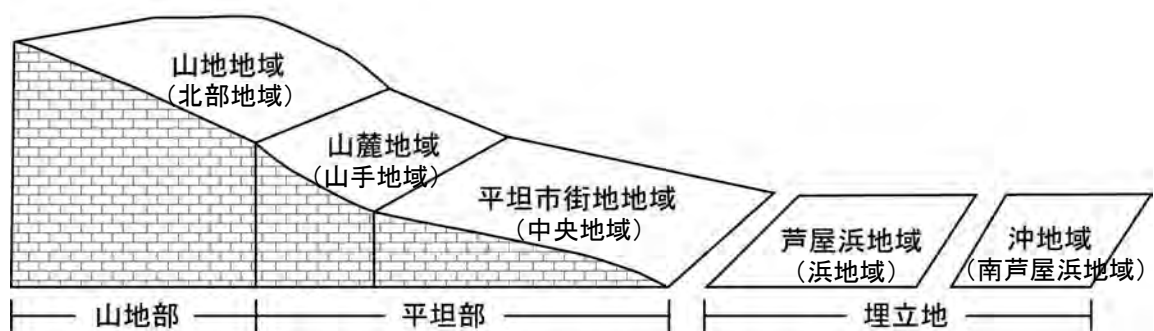 山地地域
（北部地域）
山麓地域
（山手地域）
平坦市街地地域
（中央地域）
芦屋浜地域
（浜地域）
沖地域
（南芦屋浜地域）
山地部
平坦部
埋立地